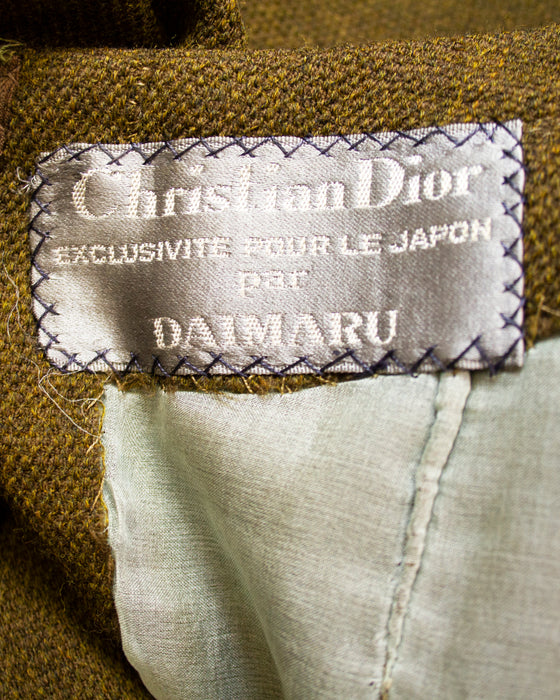 Christian Dior
EXCLUSIVITE POUR LE JAPON
par
DAIMARU